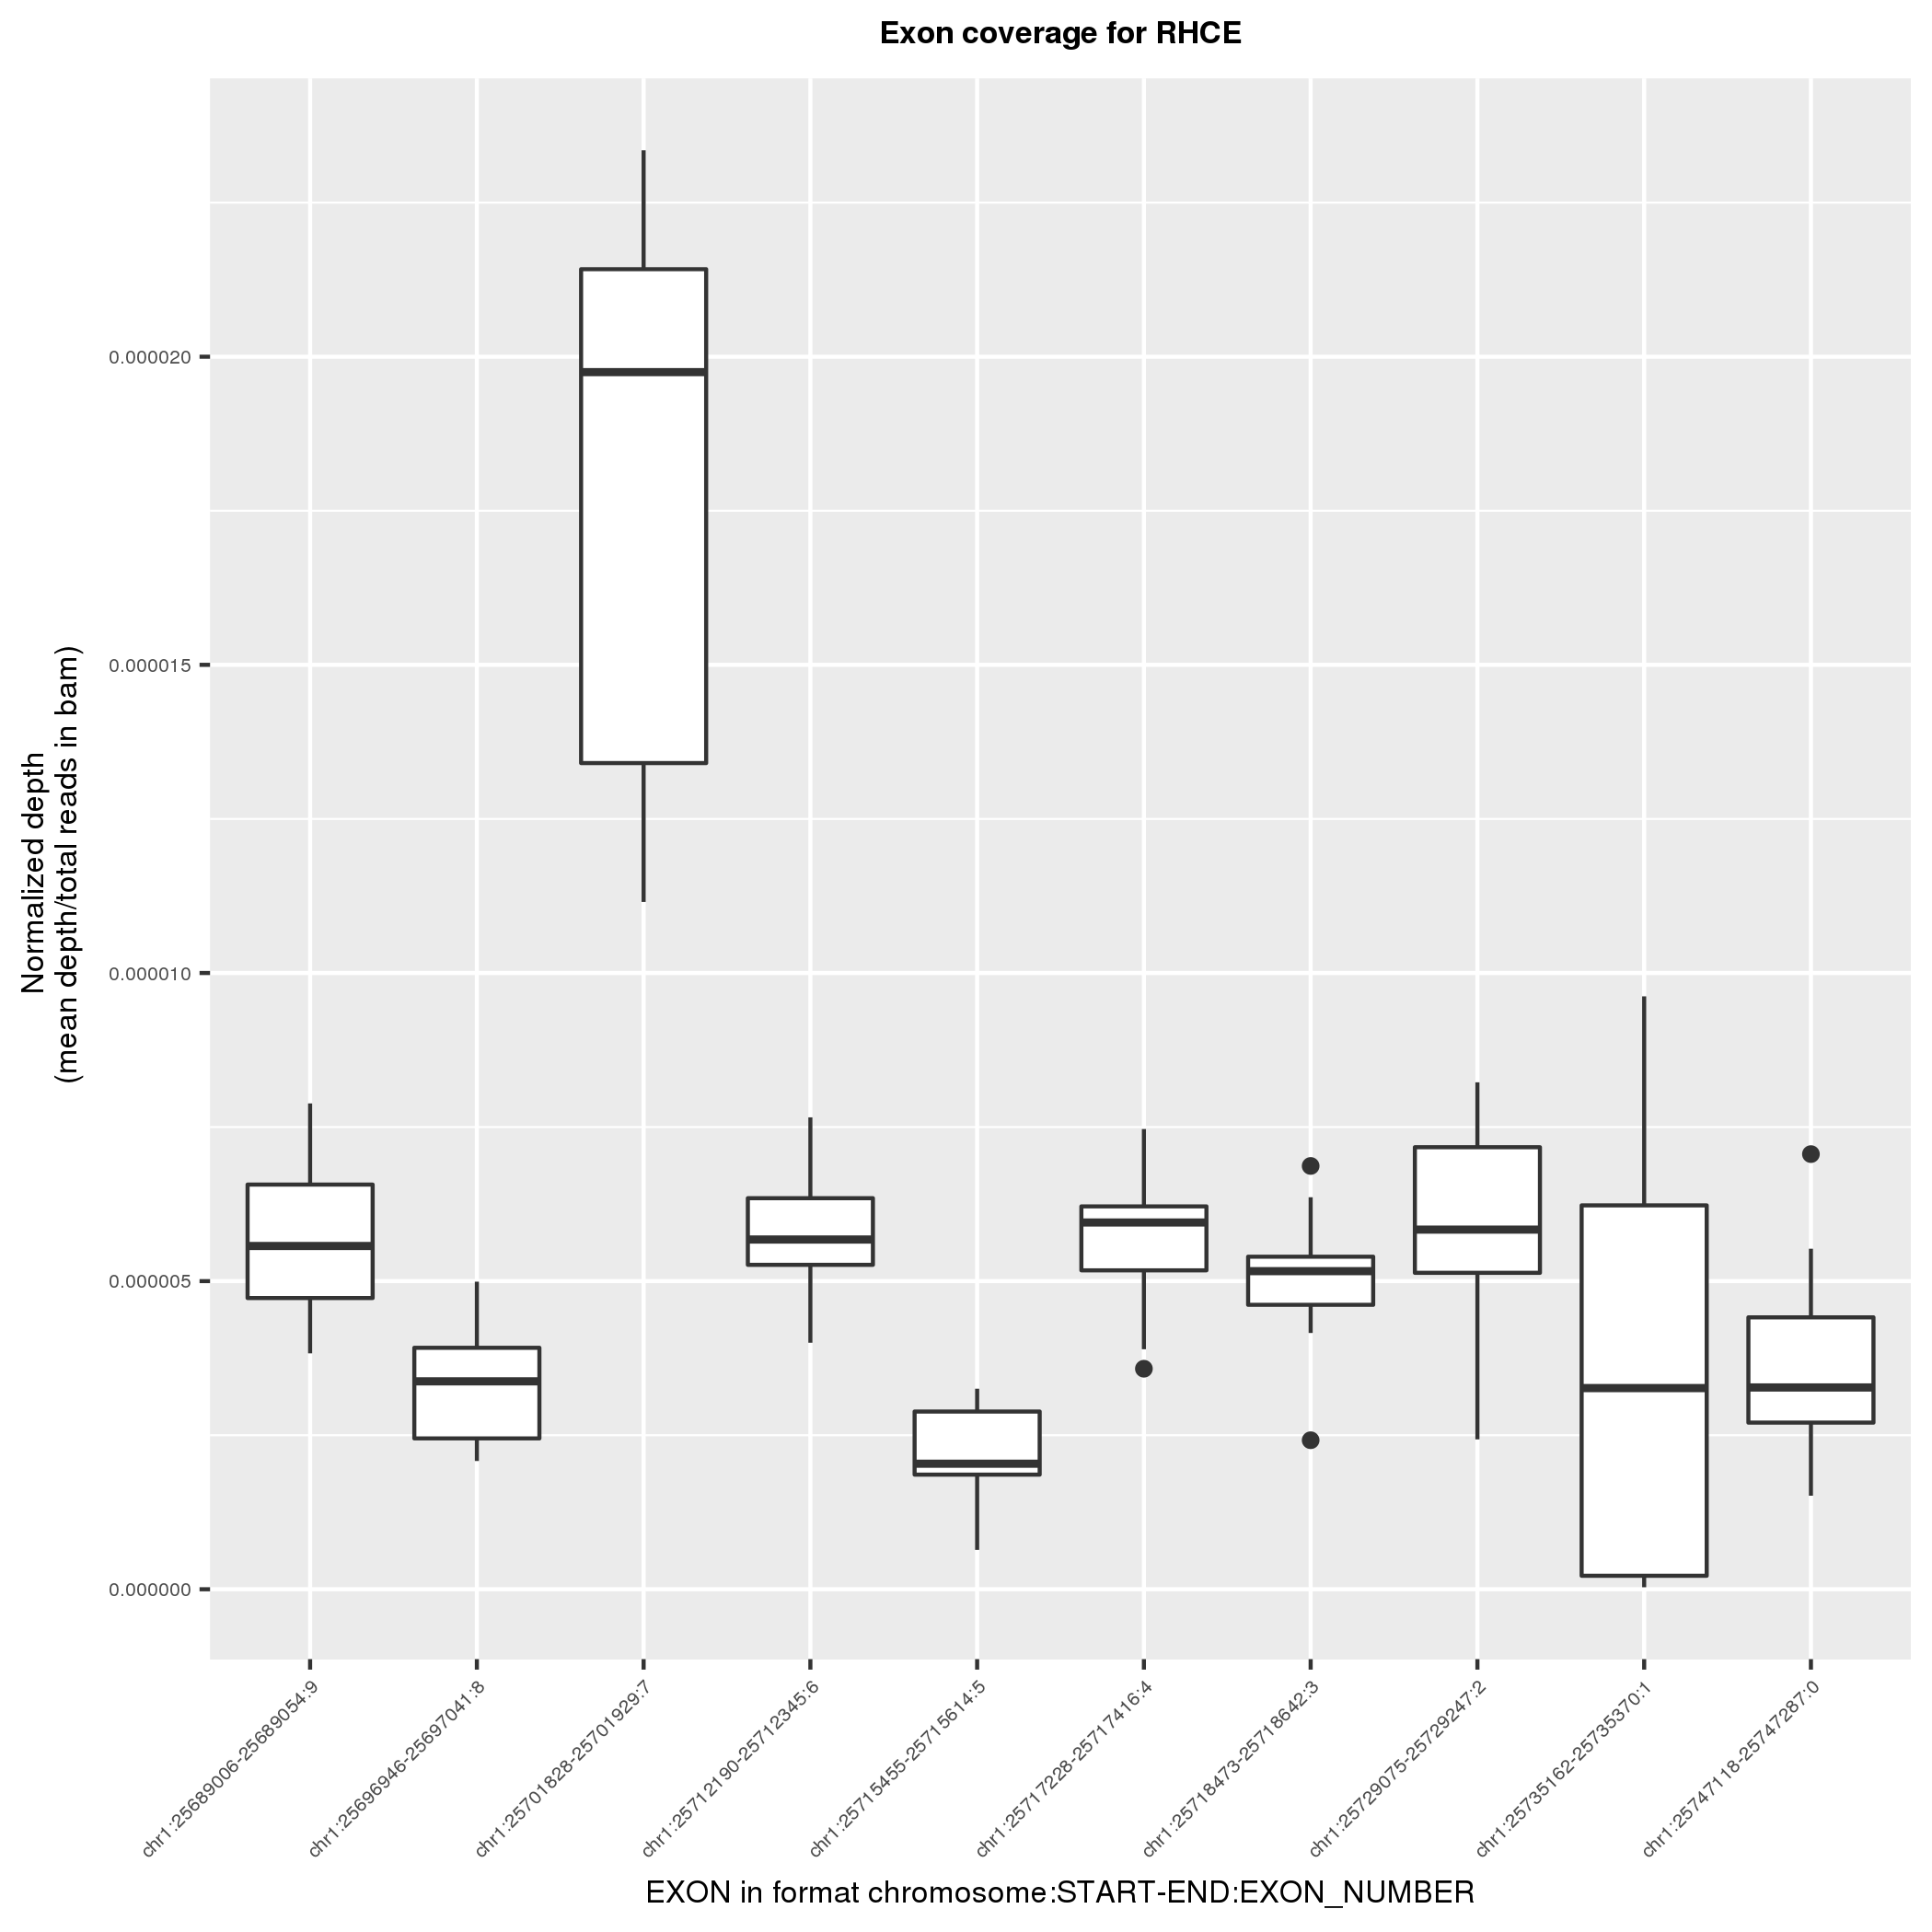 Exon coverage for RHCE
Normalized depth
(mean depth/total reads in bam)
0.000020
0.000015
0.000010
0.000005
0.000000
chr1:25689006-25689054:9
chr1:25696946-25697041:8
chr1:25701828-25701929:7
chr1:25712190-25712345:6
chr1:25715455-25715614:5
chr1:25717228-25717416:4
chr1:25718473-25718642:3
chr1:25729075-25729247:2
chr1:25735162-25735370:1
chr1:25747118-25747287:0
EXON in format chromosome:START-END:EXON_NUMBER